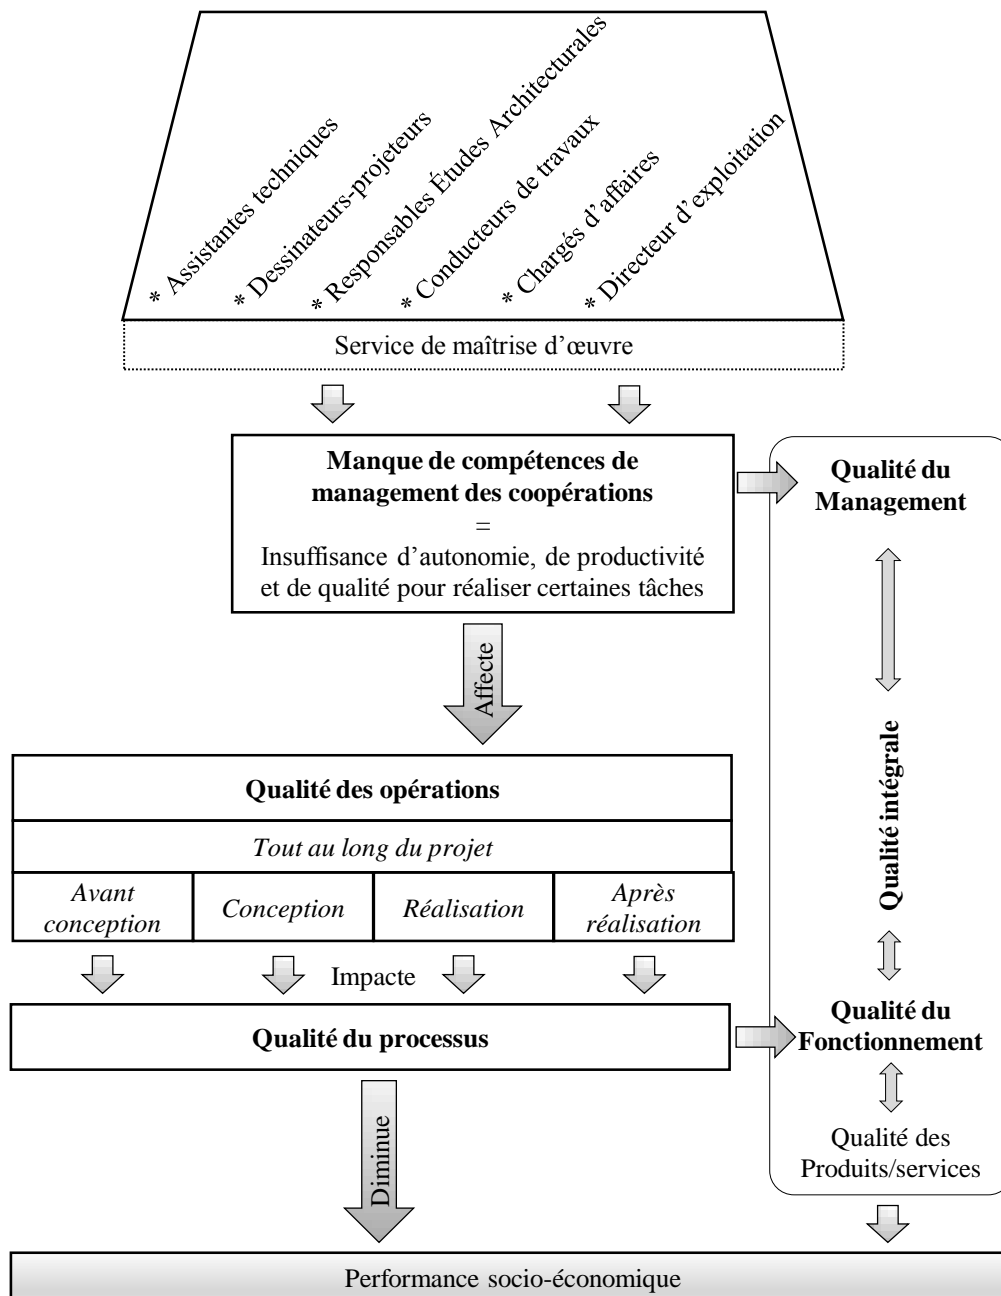 * Assistantes techniques
* Dessinateurs-projeteurs
* Responsables Études Architecturales
* Conducteurs de travaux
* Chargés d’affaires
* Directeur d’exploitation
Service de maîtrise d’œuvre
Manque de compétences de
management des coopérations
=
Insuffisance d’autonomie, de productivité
et de qualité pour réaliser certaines tâches
Qualité du
Management
Affecte
Qualité des opérations
Tout au long du projet
Avant
conception
Conception
Réalisation
Après
réalisation
Qualité intégrale
Impacte
Qualité du processus
Qualité du
Fonctionnement
Diminue
Qualité des
Produits/services
Performance socio-économique